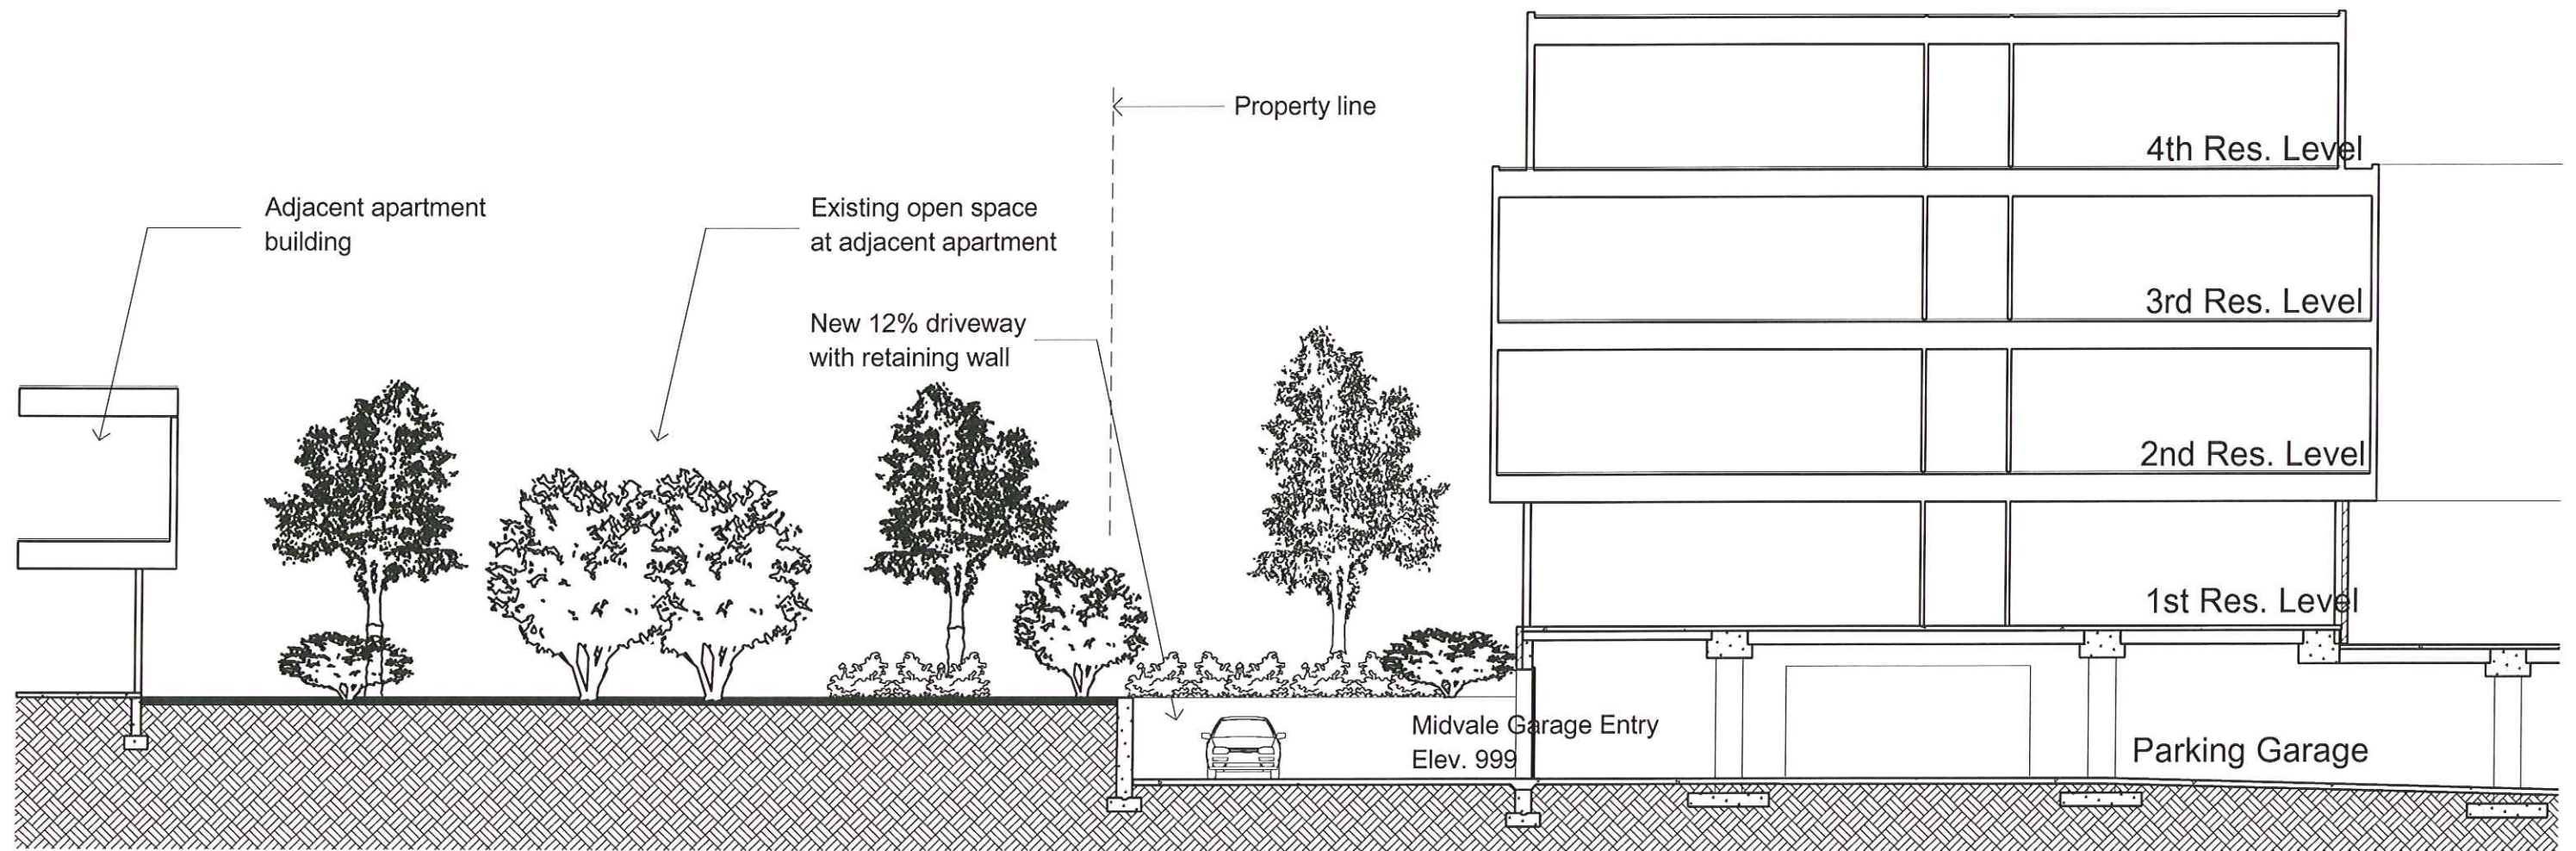 Property line
4th Res. Level
Adjacent apartment
building
Existing open space
at adjacent apartment
3rd Res. Level
New 12% driveway
with retaining wall
2nd Res. Level
1st Res. Level
Midvale Garage Entry
Elev. 999
Parking Garage